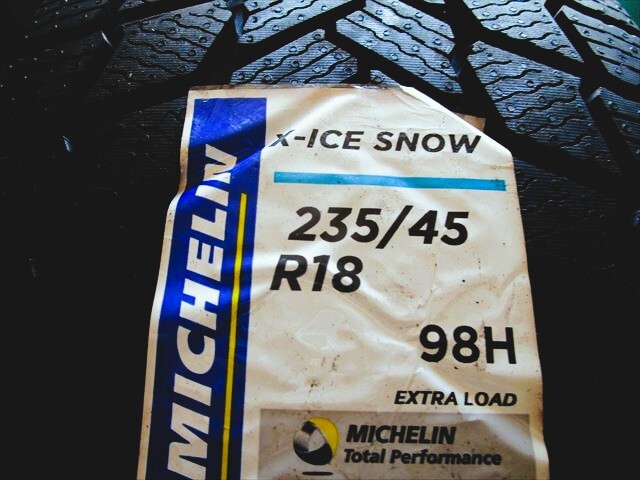 MICHELIN
x-ICE SNOW
235/45
R18
98H
EXTRA LOAD
MICHELIN
Total Performance